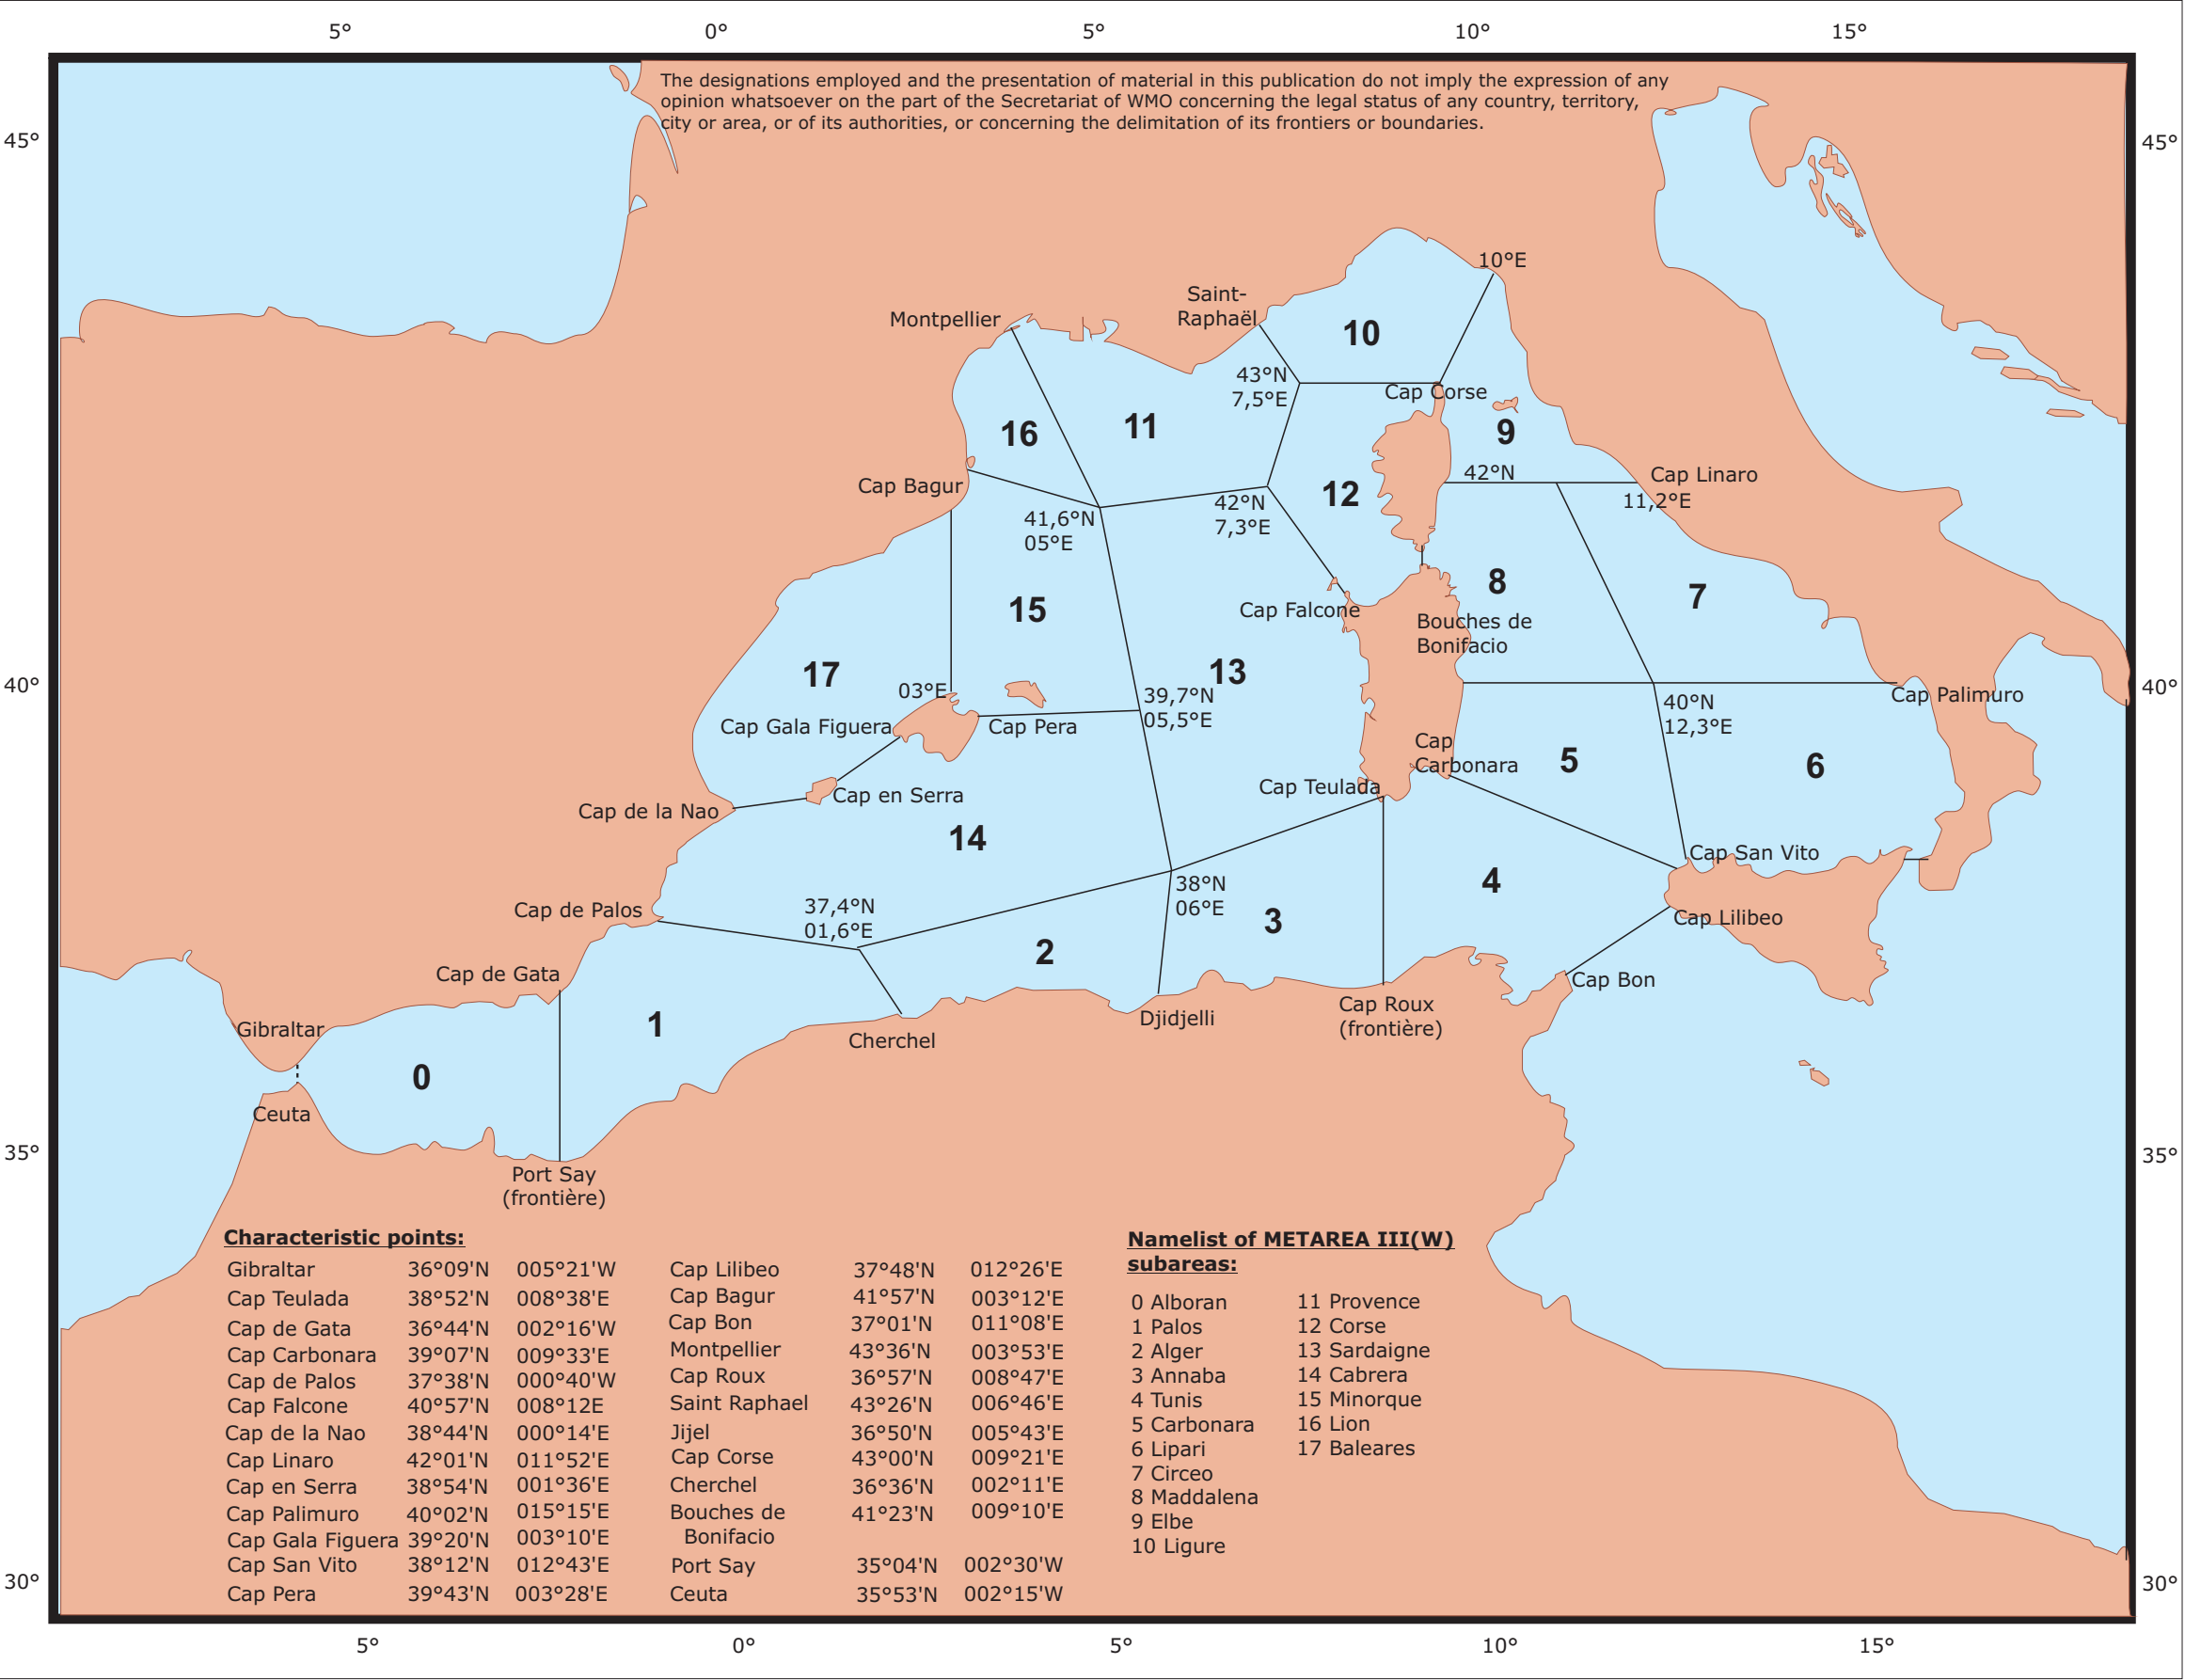 5°
0°
5°
10°
15°
The designations employed and the presentation of material in this publication do not imply the expression of any
opinion whatsoever on the part of the Secretariat of WMO concerning the legal status of any country, territory,
city or area, or of its authorities, or concerning the delimitation of its frontiers or boundaries.
45°
45°
10°E
Saint-
Raphaël
Montpellier
10
43°N
7,5°E
Cap Corse
16
11
9
42°N
Cap Linaro
11,2°E
Cap Bagur
12
41,6°N
05°E
42°N
7,3°E
8
7
15
Cap Falcone
Bouches de
Bonifacio
17
13
40°
40°
03°E
39,7°N
05,5°E
Cap Palimuro
40°N
12,3°E
Cap Gala Figuera
Cap Pera
Cap
Carbonara
5
6
Cap Teulada
Cap en Serra
Cap de la Nao
14
Cap San Vito
4
38°N
06°E
Cap de Palos
37,4°N
01,6°E
3
Cap Lilibeo
2
Cap de Gata
Cap Bon
Cap Roux
(frontière)
Djidjelli
Gibraltar
1
Cherchel
0
Ceuta
35°
35°
Port Say
(frontière)
Characteristic points:
Gibraltar 36°09'N 005°21'W
Cap Teulada 38°52'N 008°38'E
Cap de Gata 36°44'N 002°16'W
Cap Carbonara 39°07'N 009°33'E
Cap de Palos 37°38'N 000°40'W
Cap Falcone 40°57'N 008°12E
Cap de la Nao 38°44'N 000°14'E
Cap Linaro 42°01'N 011°52'E
Cap en Serra 38°54'N 001°36'E
Cap Palimuro 40°02'N 015°15'E
Cap Gala Figuera 39°20'N 003°10'E
Cap San Vito 38°12'N 012°43'E
Cap Pera 39°43'N 003°28'E
Cap Lilibeo 37°48'N 012°26'E
Cap Bagur 41°57'N 003°12'E
Cap Bon 37°01'N 011°08'E
Montpellier 43°36'N 003°53'E
Cap Roux 36°57'N 008°47'E
Saint Raphael 43°26'N 006°46'E
Jijel 36°50'N 005°43'E
Cap Corse 43°00'N 009°21'E
Cherchel 36°36'N 002°11'E
Bouches de 41°23'N 009°10'E
Bonifacio
Port Say 35°04'N 002°30'W
Ceuta 35°53'N 002°15'W
Namelist of METAREA III(W)
subareas:
0 Alboran
1 Palos
2 Alger
3 Annaba
4 Tunis
5 Carbonara
6 Lipari
7 Circeo
8 Maddalena
9 Elbe
10 Ligure
11 Provence
12 Corse
13 Sardaigne
14 Cabrera
15 Minorque
16 Lion
17 Baleares
30°
30°
5°
0°
5°
10°
15°